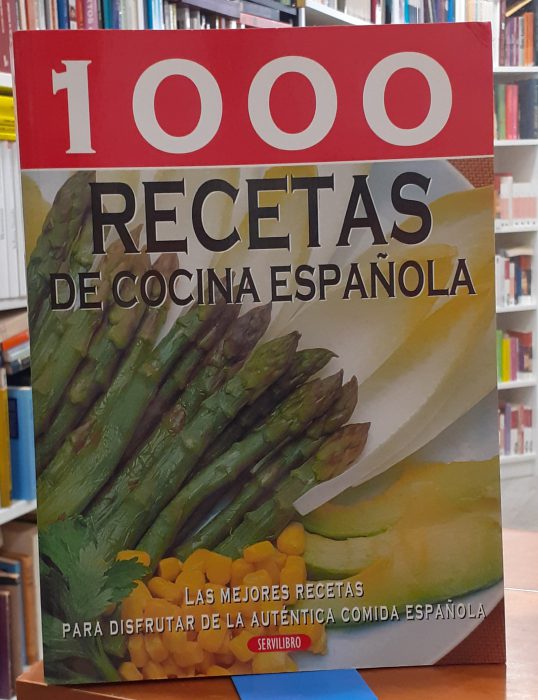 1000
RECETAS
DE COCINA ESPAÑOLA
LAS MEJORES RECETAS
PARA DISFRUTAR DE LA AUTÉNTICA COMIDA ESPAÑOLA
SERVILIBRO